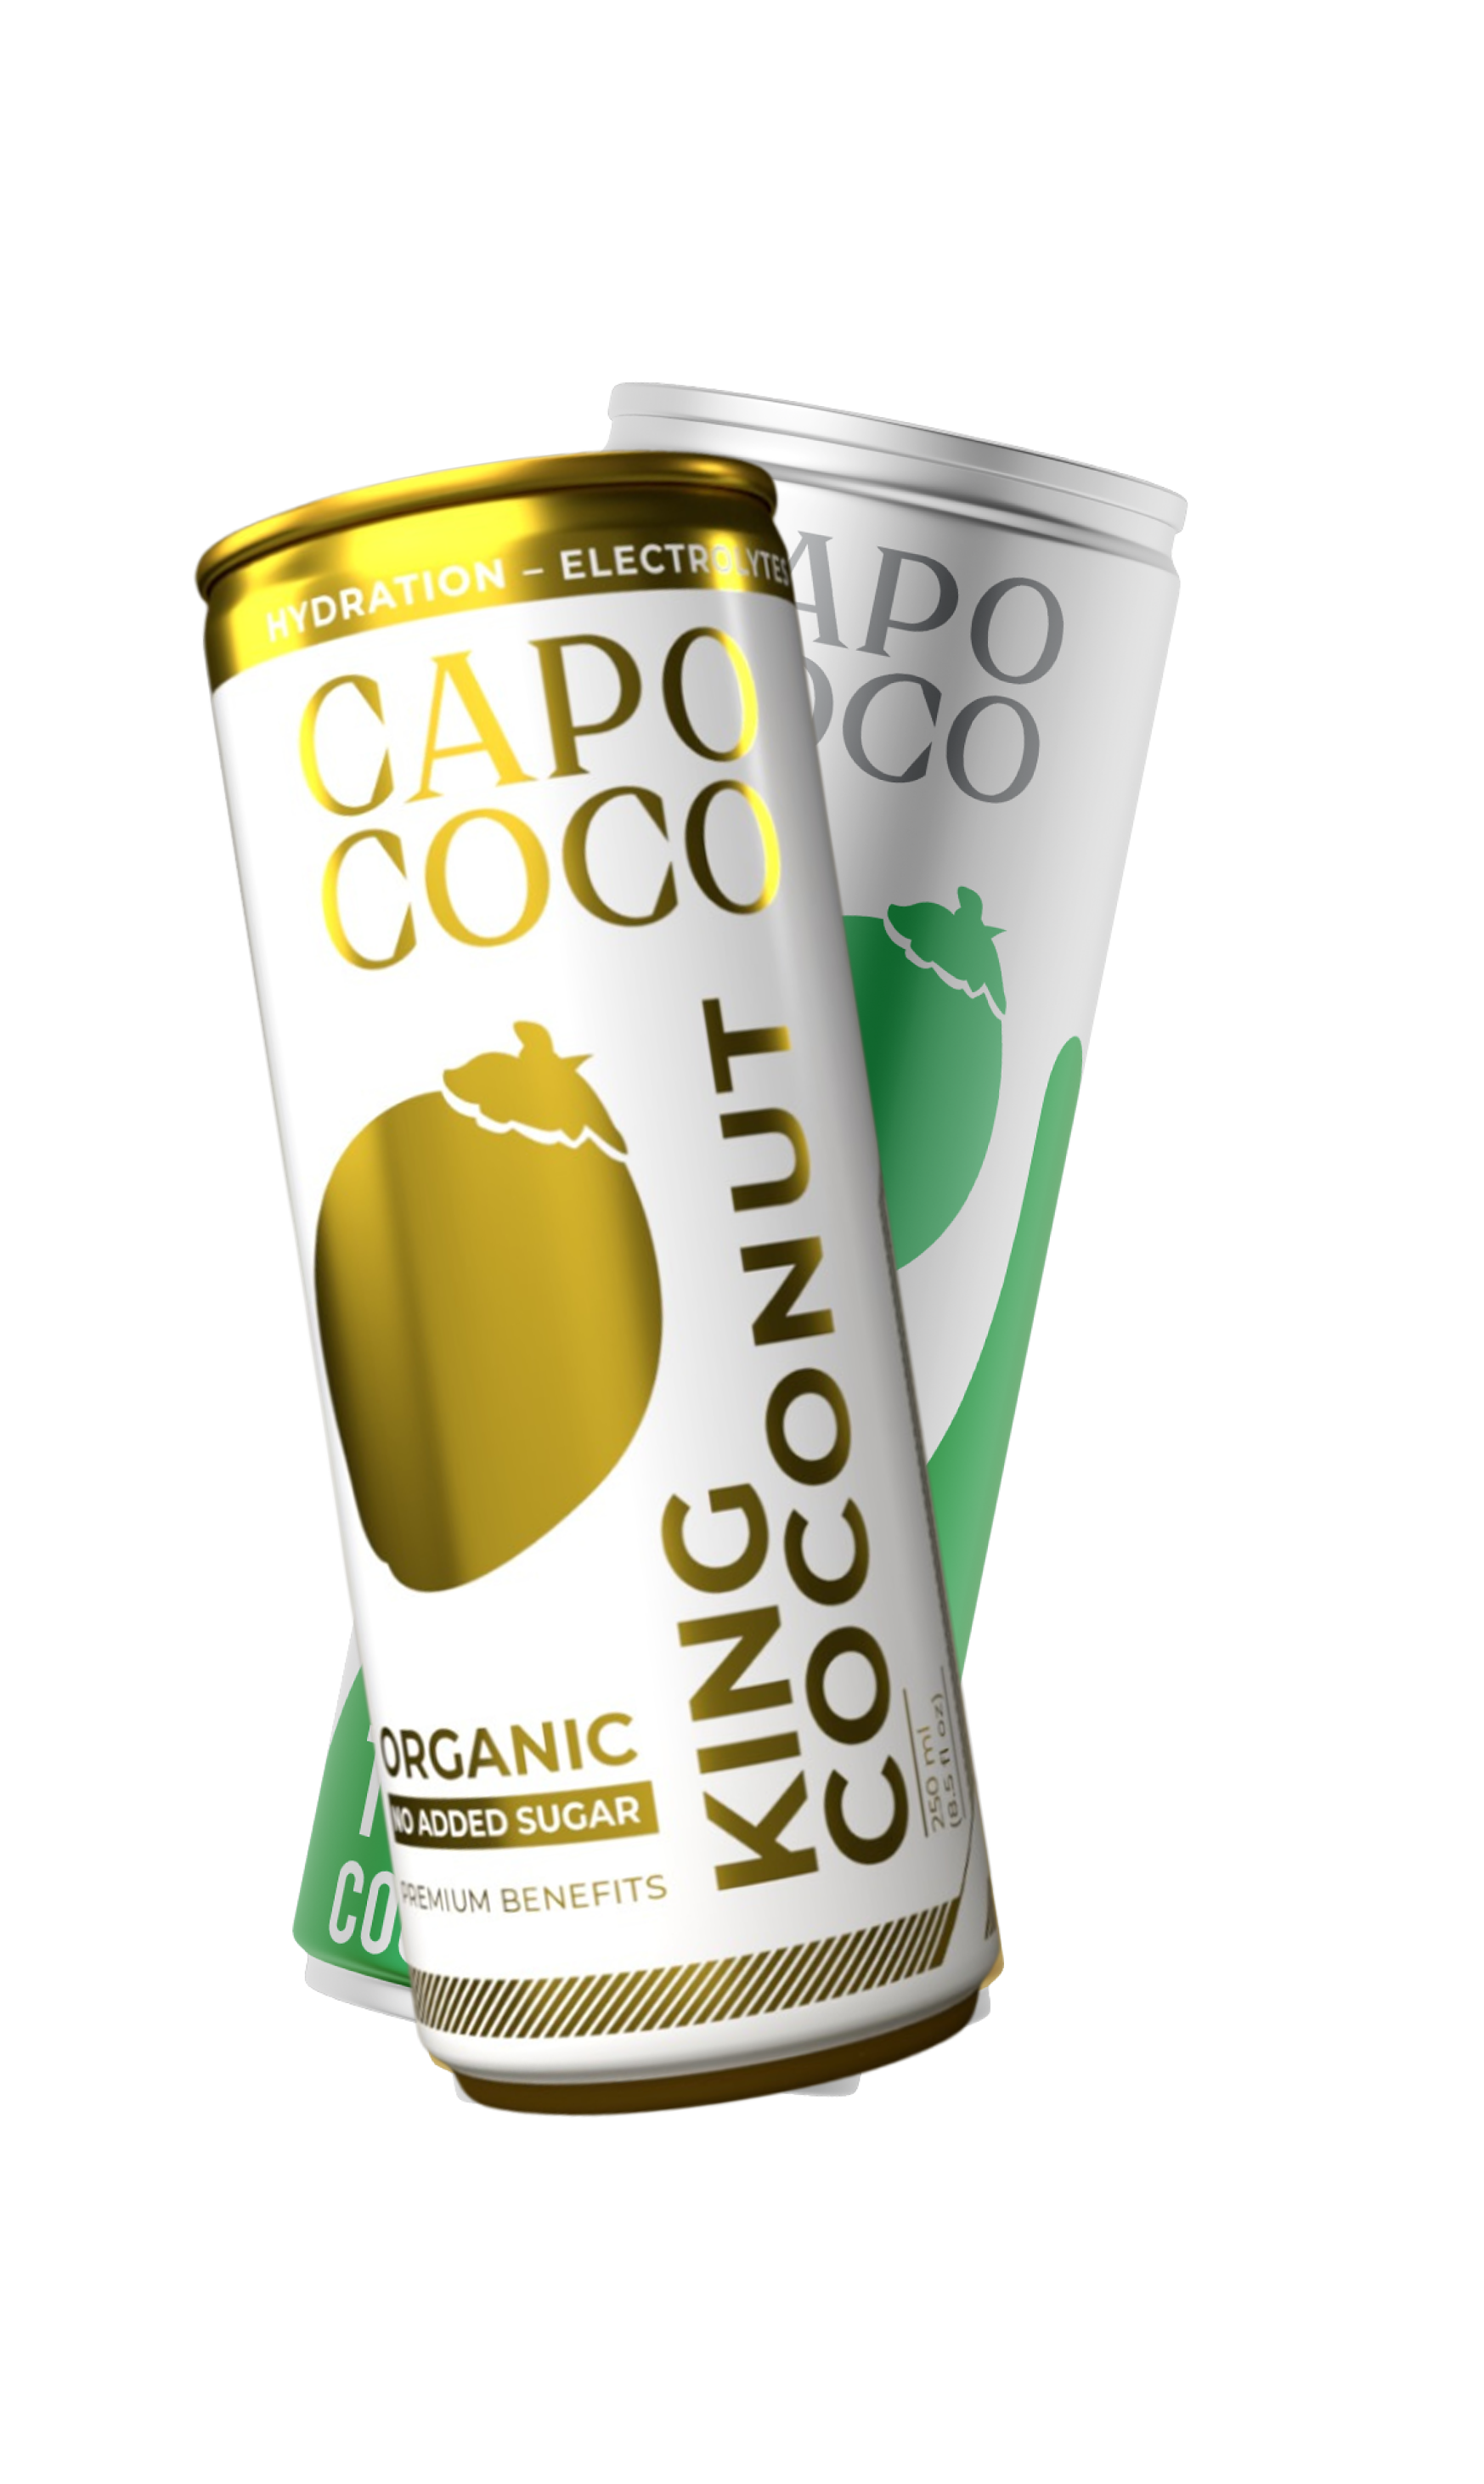 HYDRATION – ELECTROLYTES
CAPO
COCO
KING
COCONUT
ORGANIC
NO ADDED SUGAR
PREMIUM BENEFITS
250 ml
(8.5 fl oz)
APO
OCO
CO